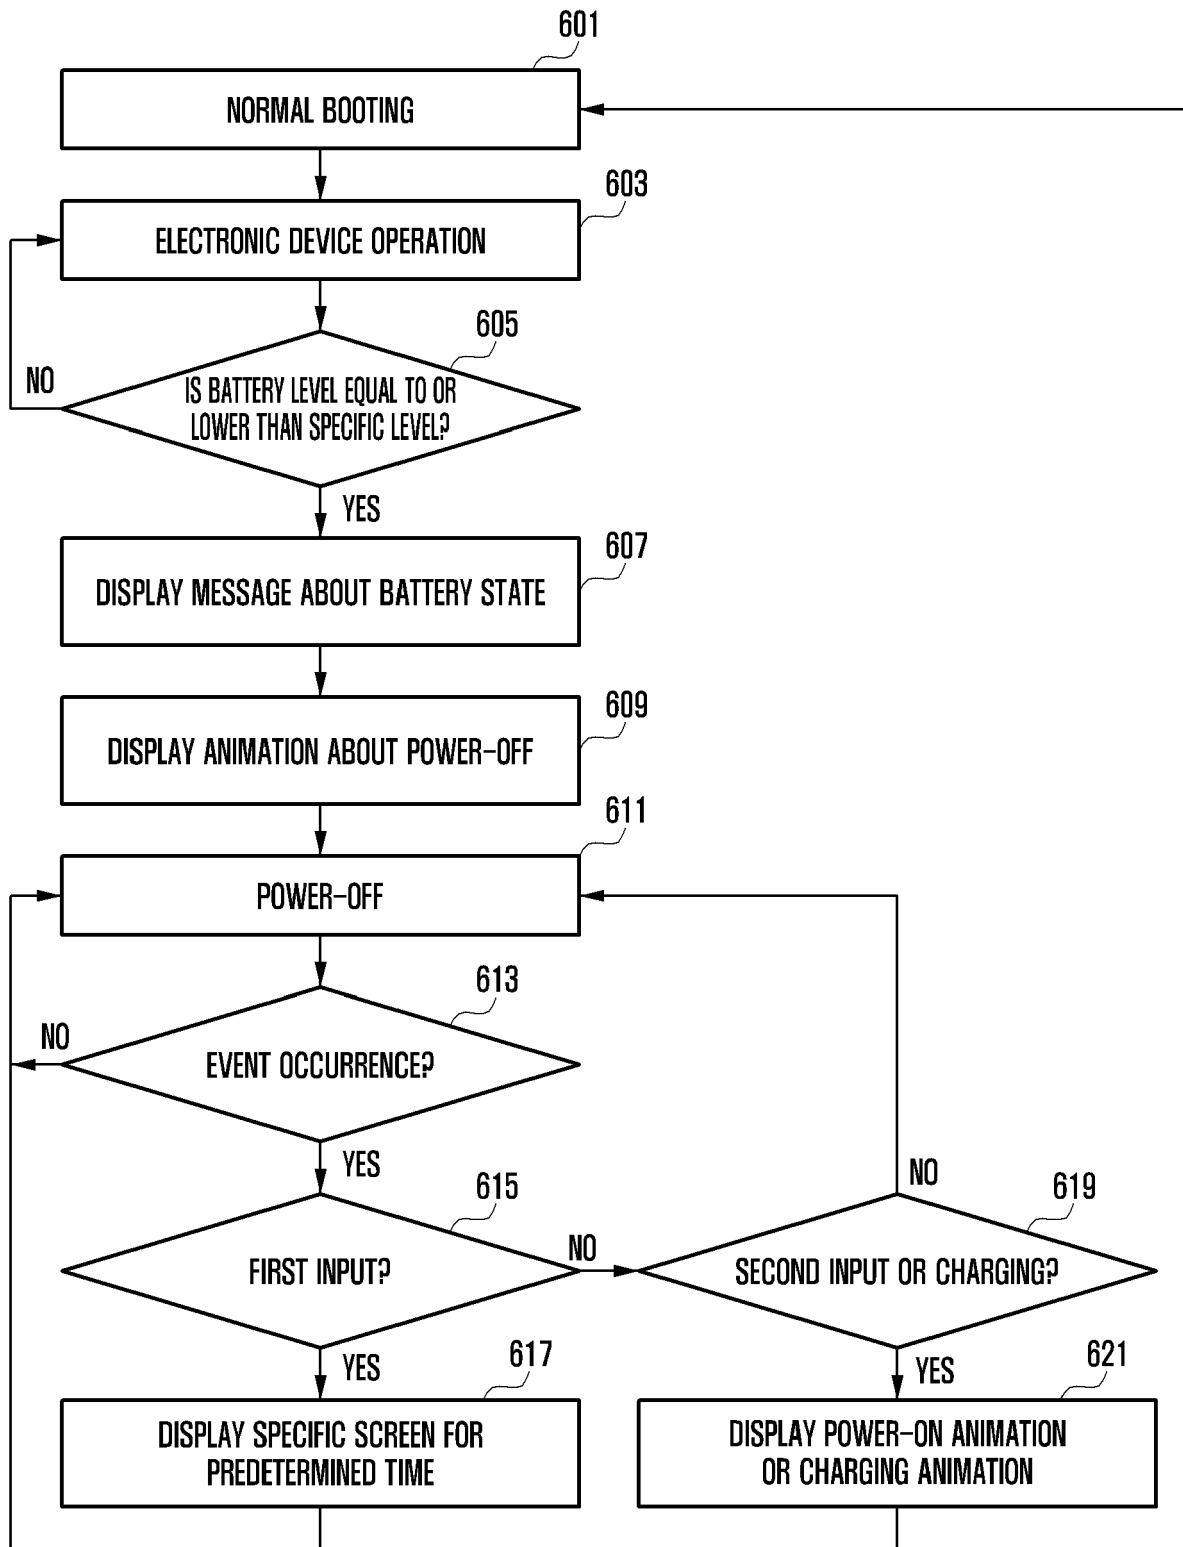 601
NORMAL BOOTING
603
ELECTRONIC DEVICE OPERATION
605
NO
IS BATTERY LEVEL EQUAL TO OR
LOWER THAN SPECIFIC LEVEL?
YES
607
DISPLAY MESSAGE ABOUT BATTERY STATE
609
DISPLAY ANIMATION ABOUT POWER-OFF
611
POWER-OFF
613
NO
EVENT OCCURRENCE?
YES
615
FIRST INPUT?
NO
NO
619
SECOND INPUT OR CHARGING?
YES
617
DISPLAY SPECIFIC SCREEN FOR
PREDETERMINED TIME
YES
621
DISPLAY POWER-ON ANIMATION
OR CHARGING ANIMATION